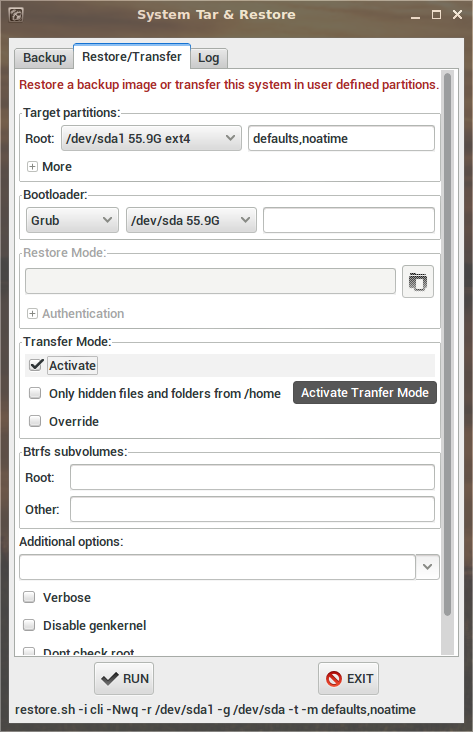 System Tar & Restore
Backup Restore/Transfer Log
Restore a backup image or transfer this system in user defined partitions.
Target partitions:
Root: /dev/sda1 55.9G ext4 defaults,noatime
More
Bootloader:
Grub /dev/sda 55.9G
Restore Mode:
Authentication
Transfer Mode:
Activate
Only hidden files and folders from /home Activate Tranfer Mode
Override
Btrfs subvolumes:
Root:
Other:
Additional options:
Verbose
Disable genkernel
Dont check root
RUN EXIT
restore.sh -i cli -Nwq -r /dev/sda1 -g /dev/sda -t -m defaults,noatime